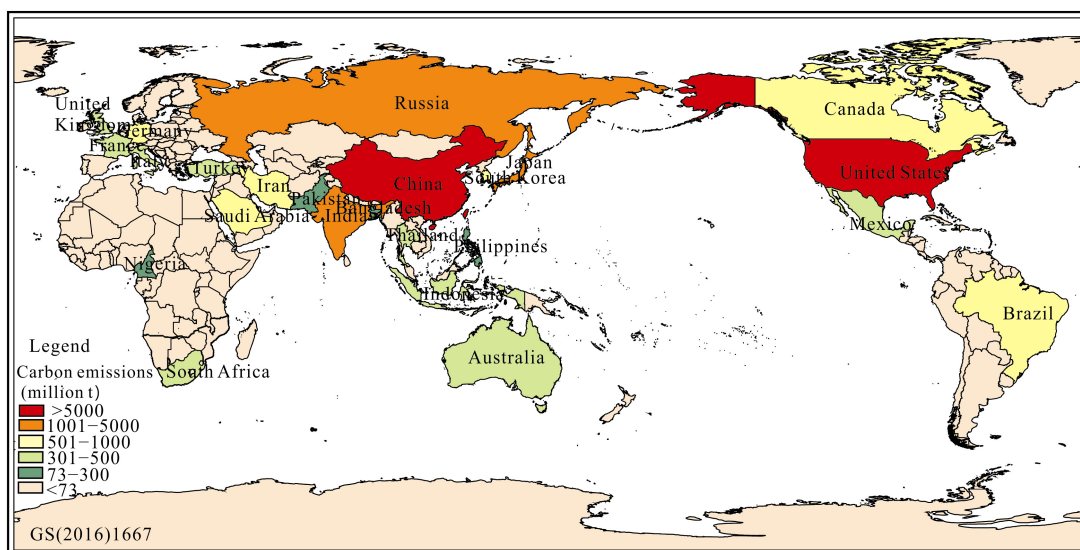 Russia
Canada
United
Kingdom
Germany
France
Italy
Turkey
Japan
South Korea
United States
China
Iran
Pakistan
Bangladesh
Saudi Arabia
India
Mexico
Thailand
Philippines
Nigeria
Indonesia
Brazil
Australia
South Africa
Legend
Carbon emissions
(million t)
>5000
1001−5000
501−1000
301−500
73−300
<73
GS(2016)1667